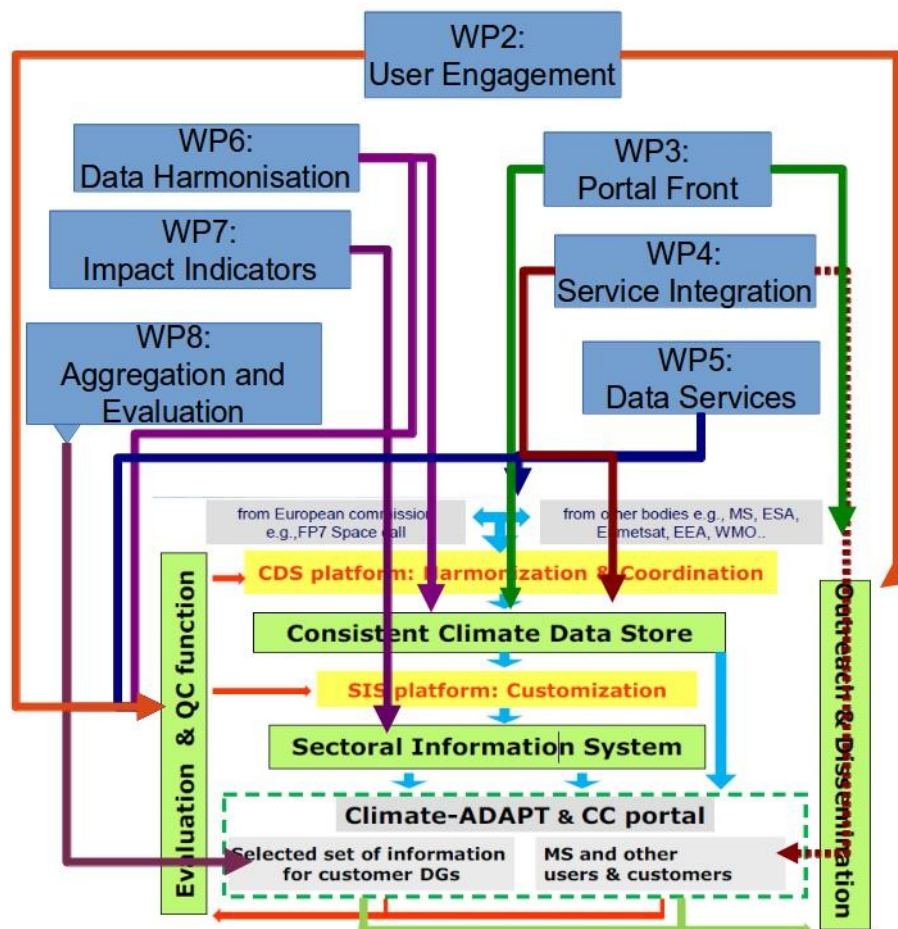 WP2:
User Engagement
WP6:
Data Harmonisation
WP3:
Portal Front
WP7:
Impact Indicators
WP4:
Service Integration
WP8:
Aggregation and
Evaluation
WP5:
Data Services
from European commission
e.g.,FP7 Space call
from other bodies e.g., MS, ESA,
Eumetsat, EEA, WMO..
CDS platform: Harmonization & Coordination
Consistent Climate Data Store
SIS platform: Customization
Sectoral Information System
Climate-ADAPT & CC portal
Selected set of information
for customer DGs
MS and other
users & customers
Evaluation & QC function
Outreach & Dissemination